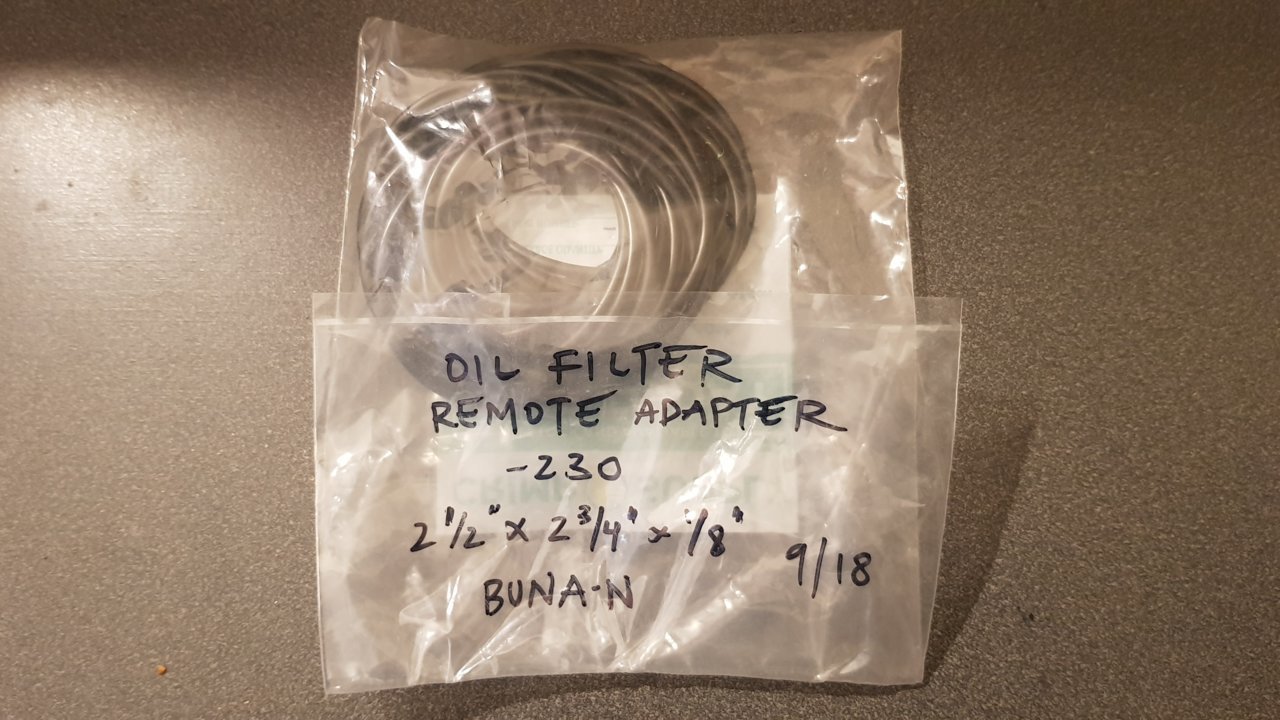 OIL FILTER
REMOTE ADAPTER
-230
2 1/2" x 2 3/4" x 1/8"
BUNA-N
9/18